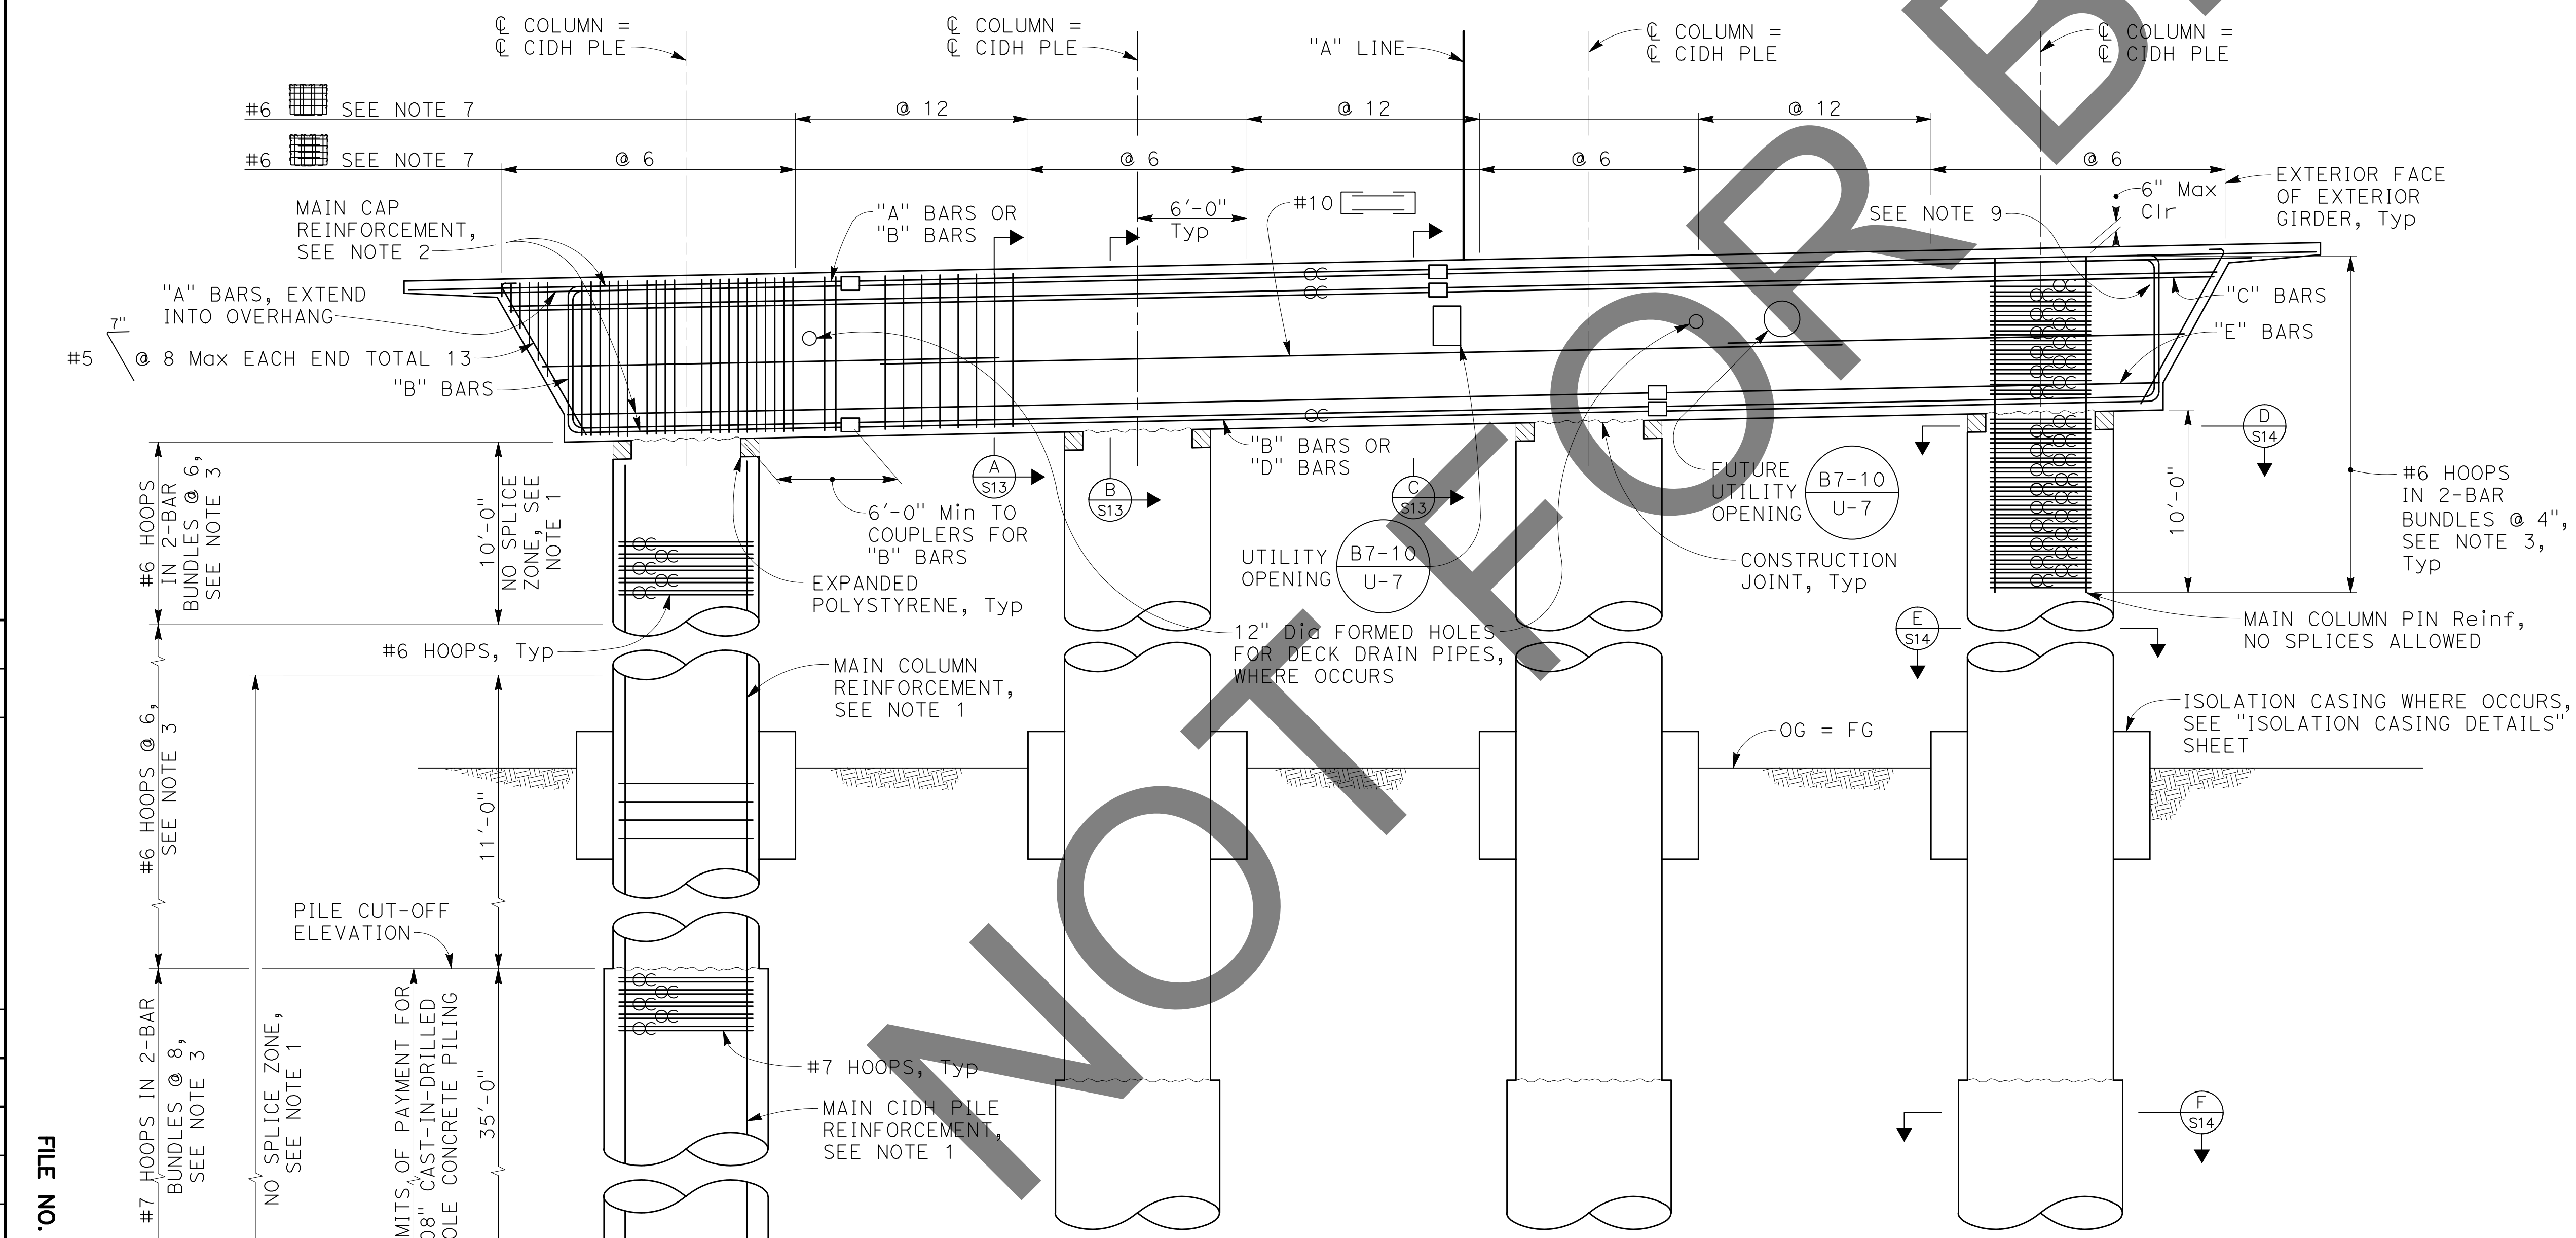 ℄ COLUMN =
℄ CIDH PLE
℄ COLUMN =
℄ CIDH PLE
"A" LINE
℄ COLUMN =
℄ CIDH PLE
℄ COLUMN =
℄ CIDH PLE
#6 SEE NOTE 7
@ 12
@ 12
@ 12
#6 SEE NOTE 7
@ 6
@ 6
@ 6
@ 6
EXTERIOR FACE
OF EXTERIOR
GIRDER, Typ
6" Max
Clr
SEE NOTE 9
MAIN CAP
REINFORCEMENT,
SEE NOTE 2
"A" BARS OR
"B" BARS
6'-0"
Typ
#10
"A" BARS, EXTEND
INTO OVERHANG
7"
#5 @ 8 Max EACH END TOTAL 13
"B" BARS
"C" BARS
"E" BARS
"B" BARS OR
"D" BARS
A
S13
B
S13
C
S13
D
S14
6'-0" Min TO
COUPLERS FOR
"B" BARS
EXPANDED
POLYSTYRENE, Typ
UTILITY
OPENING
B7-10
U-7
FUTURE
UTILITY
OPENING
B7-10
U-7
CONSTRUCTION
JOINT, Typ
12" Dia FORMED HOLES
FOR DECK DRAIN PIPES,
WHERE OCCURS
10'-0"
#6 HOOPS
IN 2-BAR
BUNDLES @ 4",
SEE NOTE 3,
Typ
MAIN COLUMN PIN Reinf,
NO SPLICES ALLOWED
E
S14
#6 HOOPS
IN 2-BAR
BUNDLES @ 6,
SEE NOTE 3
10'-0"
NO SPLICE
ZONE, SEE
NOTE 1
#6 HOOPS, Typ
MAIN COLUMN
REINFORCEMENT,
SEE NOTE 1
ISOLATION CASING WHERE OCCURS,
SEE "ISOLATION CASING DETAILS"
SHEET
OG = FG
#6 HOOPS @ 6,
SEE NOTE 3
11'-0"
PILE CUT-OFF
ELEVATION
#7 HOOPS IN 2-BAR
BUNDLES @ 8,
SEE NOTE 3
NO SPLICE ZONE,
SEE NOTE 1
MITS OF PAYMENT FOR
08" CAST-IN-DRILLED
OLE CONCRETE PILING
35'-0"
#7 HOOPS, Typ
MAIN CIDH PILE
REINFORCEMENT,
SEE NOTE 1
F
S14
FILE NO.
NOT FOR B